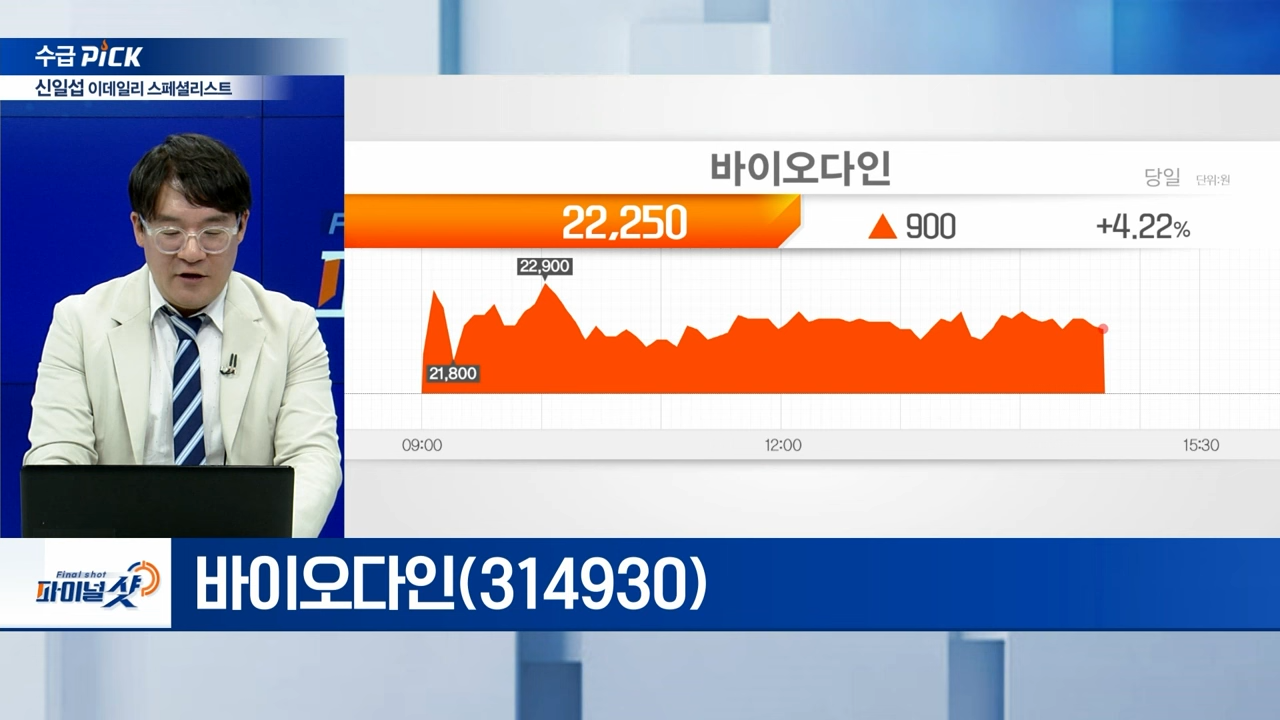 수급 PiCK
신일섭 이데일리 스페셜리스트
바이오다인
당일 단위:원
22,250 ▲ 900 +4.22%
22,900
21,800
09:00 12:00 15:30
Final shot
파이널샷
바이오다인(314930)